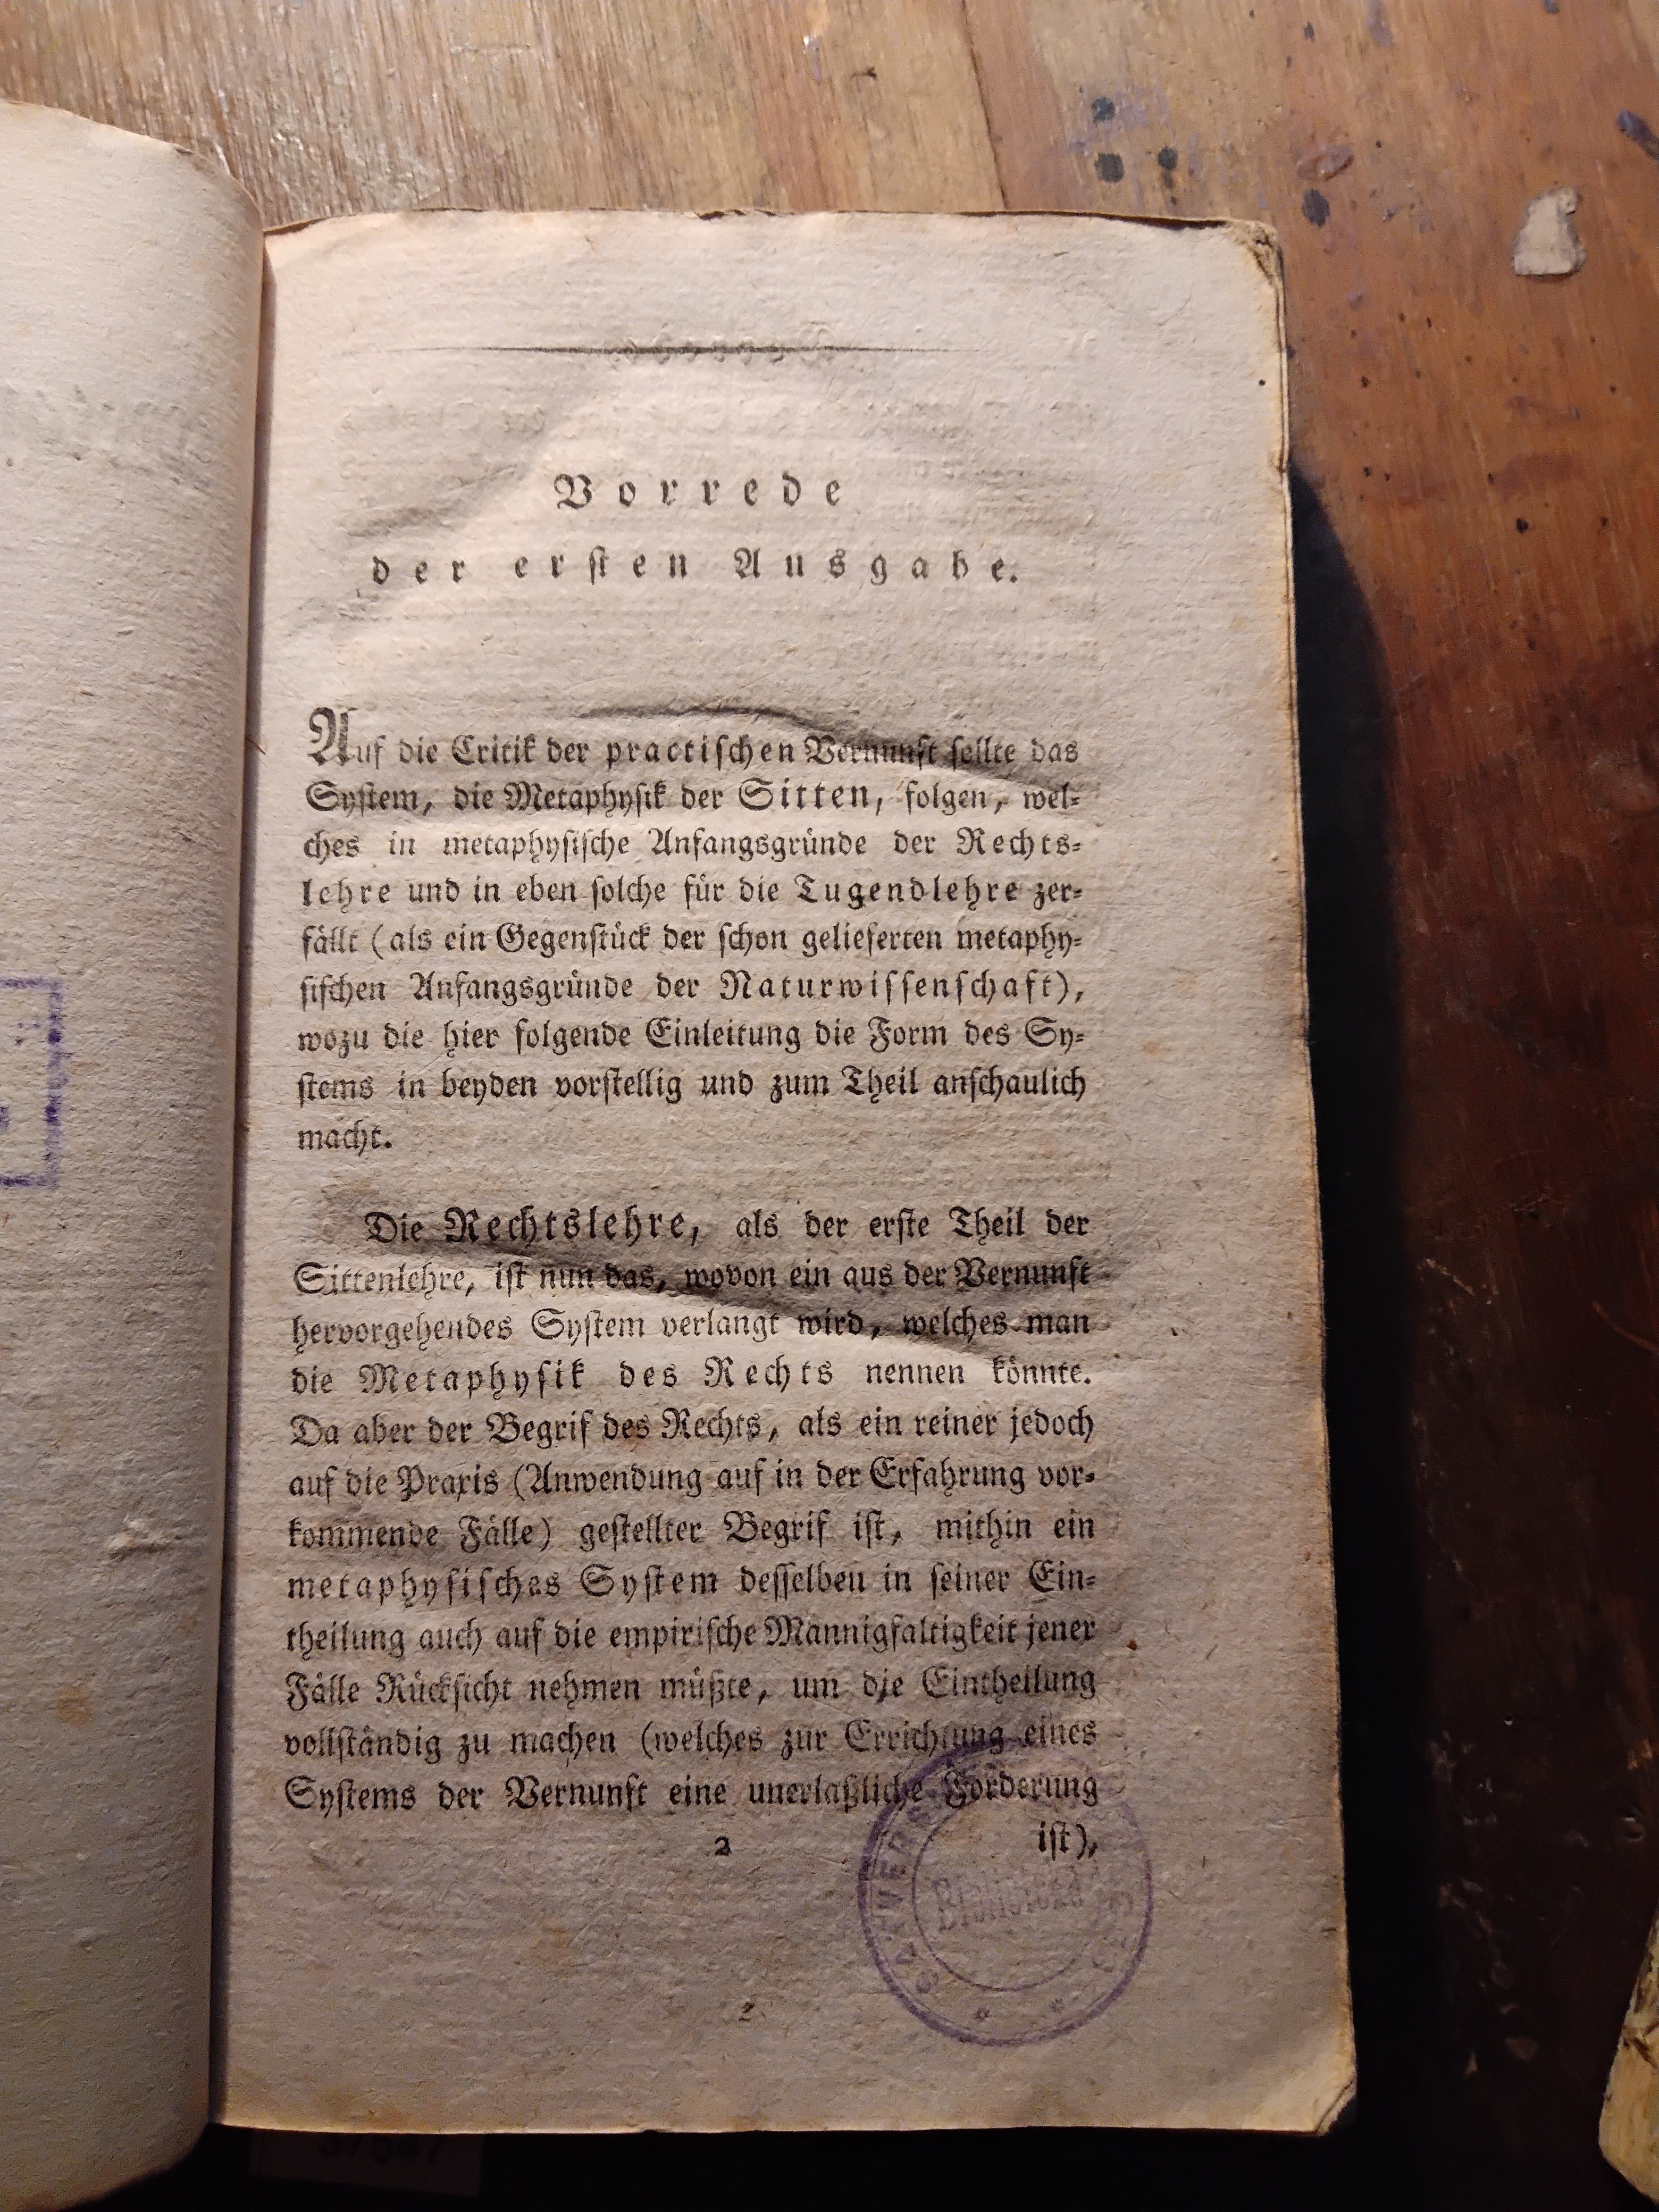 Vorrede
der erſten Ausgabe.
Auf die Critik der practiſchen Vernunft ſollte das
Syſtem, die Metaphyſik der Sitten, folgen, wel-
ches in metaphyſiſche Anfangsgründe der Rechts-
lehre und in eben ſolche für die Tugendlehre zer-
fällt (als ein Gegenſtück der ſchon gelieferten metaphy-
ſiſchen Anfangsgründe der Naturwiſſenſchaft),
wozu die hier folgende Einleitung die Form des Sy-
ſtems in beyden vorſtellig und zum Theil anſchaulich
macht.
Die Rechtslehre, als der erſte Theil der
Sittenlehre, iſt nun das, wovon ein aus der Vernunft
hervorgehendes Syſtem verlangt wird, welches man
die Metaphyſik des Rechts nennen könnte.
Da aber der Begrif des Rechts, als ein reiner jedoch
auf die Praxis (Anwendung auf in der Erfahrung vor-
kommende Fälle) geſtellter Begrif iſt, mithin ein
metaphyſiſches Syſtem deſſelben in ſeiner Ein-
theilung auch auf die empiriſche Mannigfaltigkeit jener
Fälle Rückſicht nehmen müßte, um die Eintheilung
vollſtändig zu machen (welches zur Errichtung eines
Syſtems der Vernunft eine unerlaßliche Forderung
a iſt),